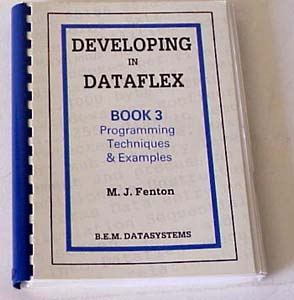 DEVELOPING
IN
DATAFLEX
BOOK 3
Programming
Techniques
& Examples
M. J. Fenton
B.E.M. DATASYSTEMS